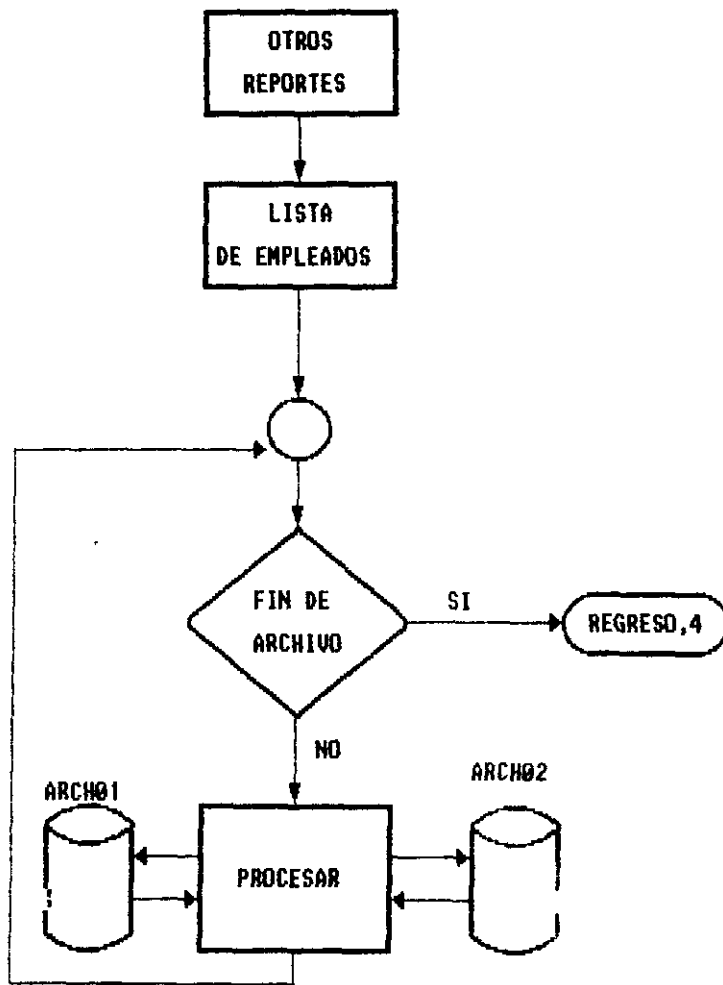 OTROS
REPORTES
LISTA
DE EMPLEADOS
FIN DE
ARCHIVO
SI
REGRESO,4
NO
ARCH01
ARCH02
PROCESAR